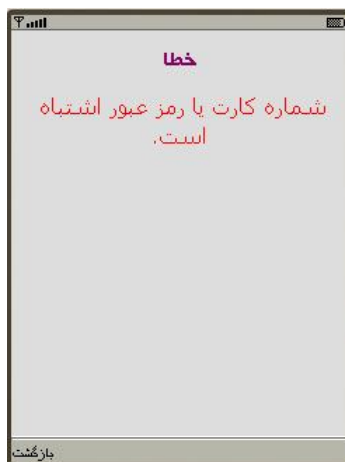 خطا
شماره کارت یا رمز عبور اشتباه
است.
بازگشت